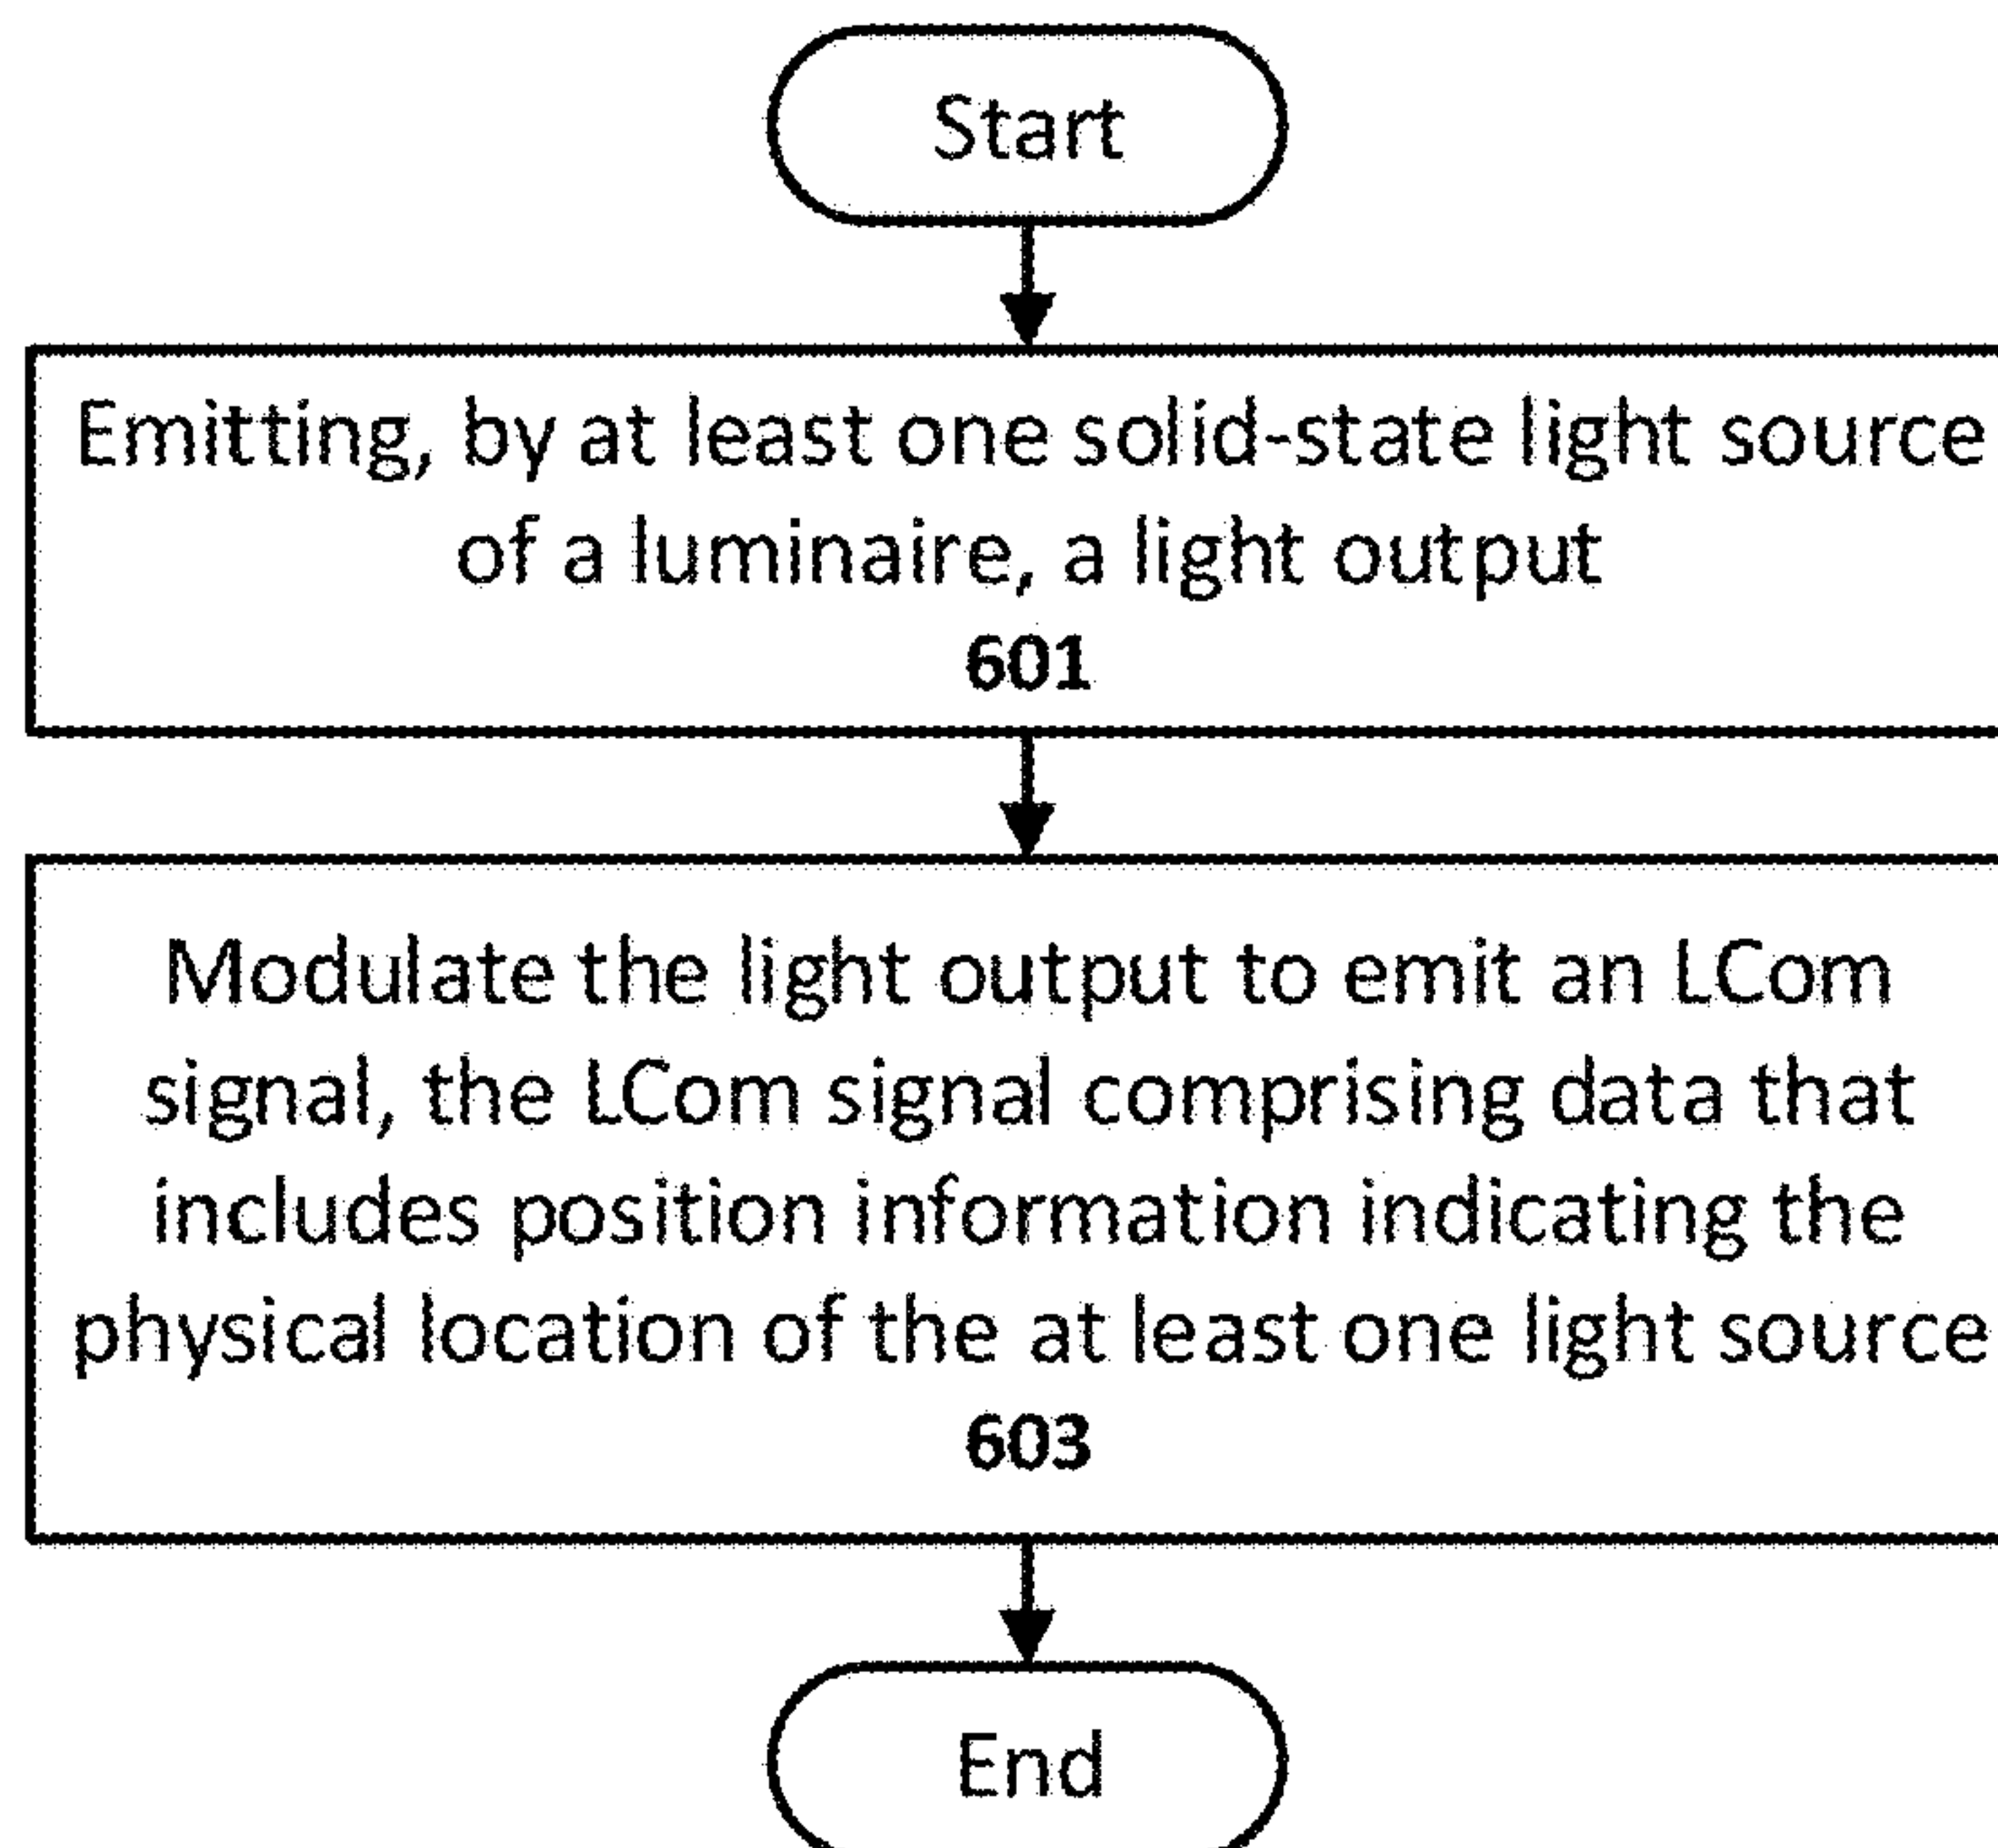 Start
Emitting, by at least one solid-state light source
of a luminaire, a light output
601
Modulate the light output to emit an LCom
signal, the LCom signal comprising data that
includes position information indicating the
physical location of the at least one light source
603
End